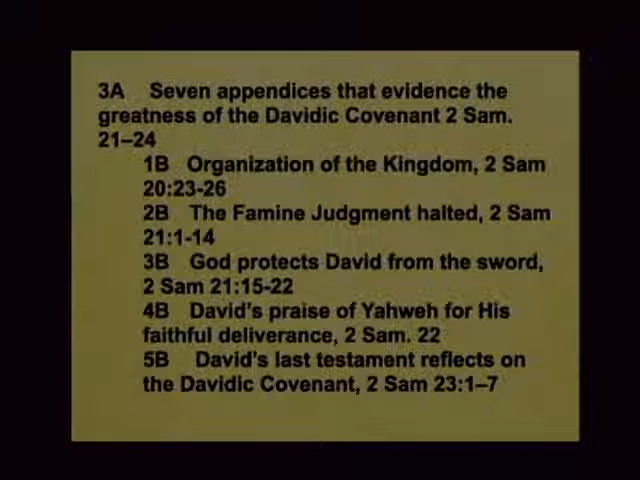 3A Seven appendices that evidence the
greatness of the Davidic Covenant 2 Sam.
21–24
1B Organization of the Kingdom, 2 Sam
20:23-26
2B The Famine Judgment halted, 2 Sam
21:1-14
3B God protects David from the sword,
2 Sam 21:15-22
4B David's praise of Yahweh for His
faithful deliverance, 2 Sam. 22
5B David's last testament reflects on
the Davidic Covenant, 2 Sam 23:1–7